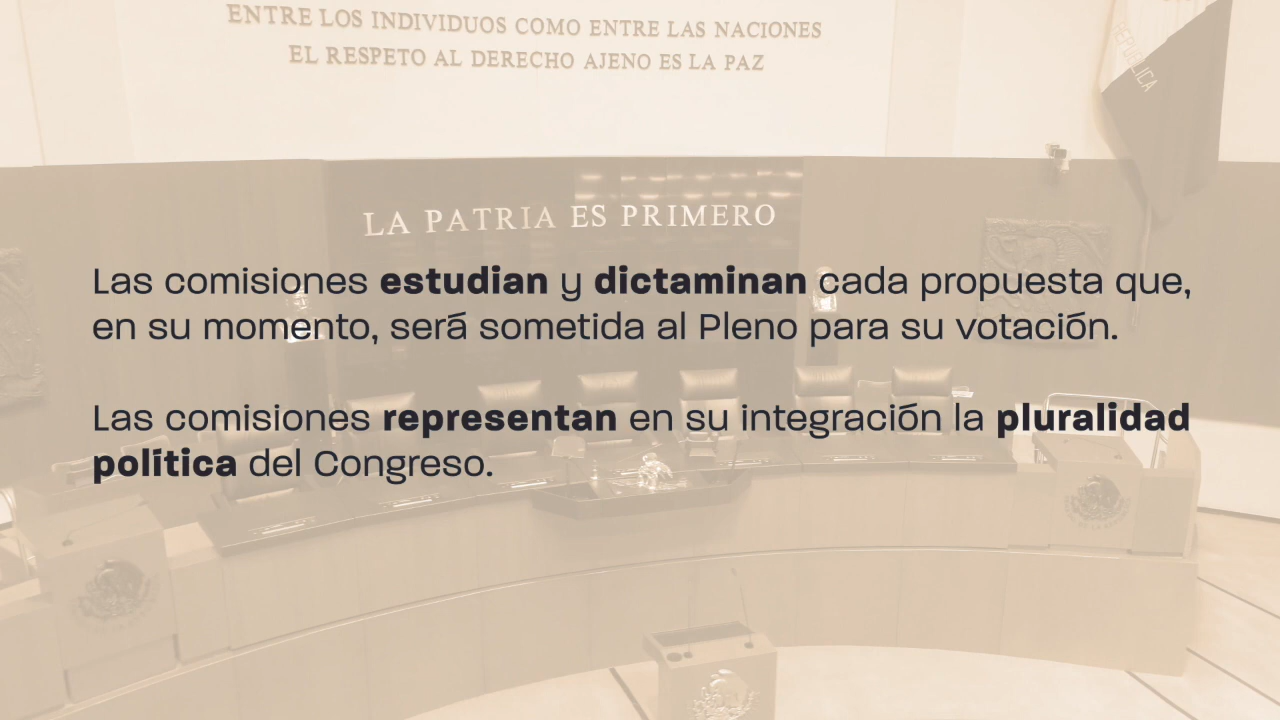 ENTRE LOS INDIVIDUOS COMO ENTRE LAS NACIONES
EL RESPETO AL DERECHO AJENO ES LA PAZ
REPÚBLICA
LA PATRIA ES PRIMERO
Las comisiones estudian y dictaminan cada propuesta que,
en su momento, será sometida al Pleno para su votación.
Las comisiones representan en su integración la pluralidad
política del Congreso.